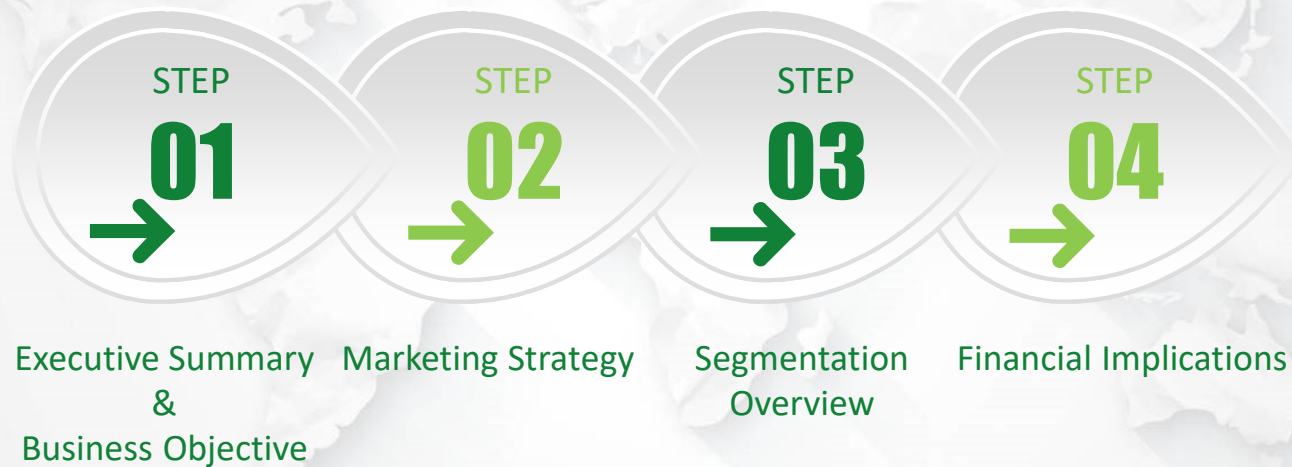 STEP
01
STEP
02
STEP
03
STEP
04
Executive Summary
&
Business Objective
Marketing Strategy
Segmentation
Overview
Financial Implications